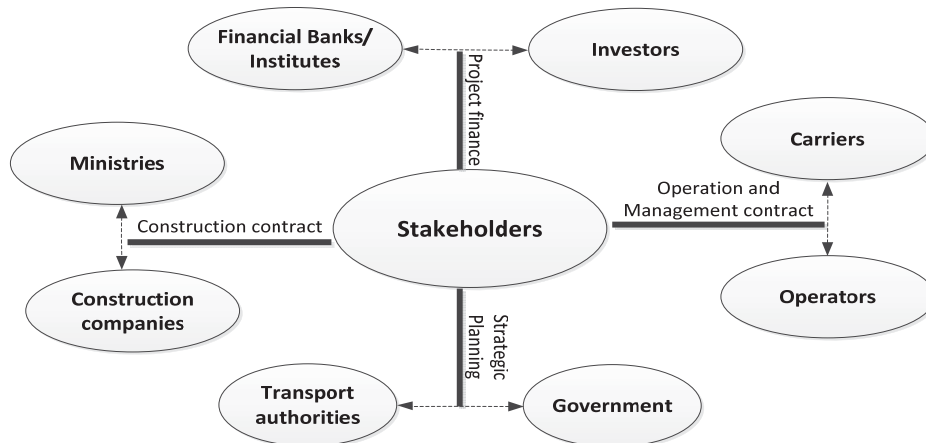 Financial Banks/
Institutes
Investors
Project finance
Ministries
Carriers
Construction contract
Stakeholders
Operation and
Management contract
Construction
companies
Operators
Strategic
Planning
Transport
authorities
Government